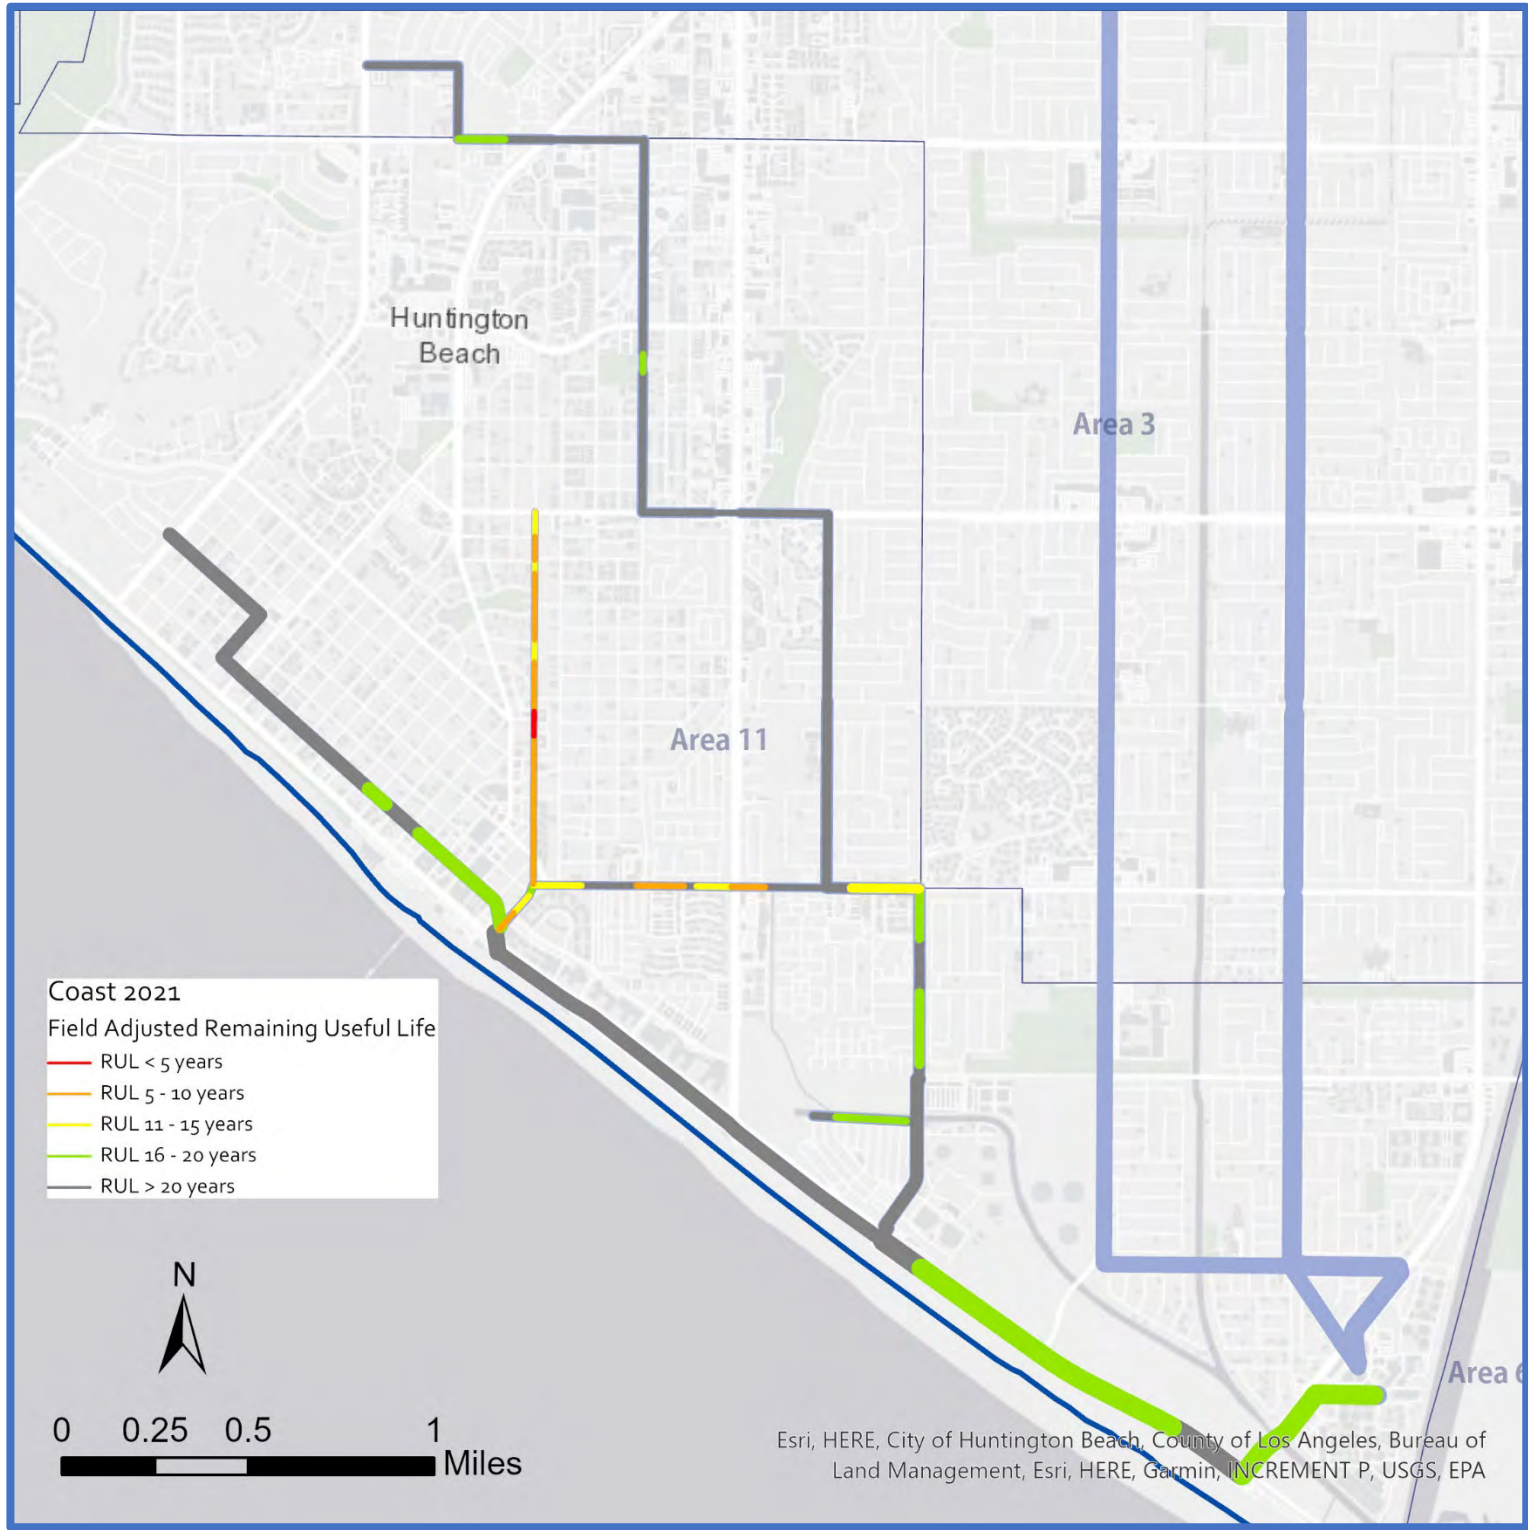 Huntington
Beach
Area 3
Area 11
Coast 2021
Field Adjusted Remaining Useful Life
RUL < 5 years
RUL 5 - 10 years
RUL 11 - 15 years
RUL 16 - 20 years
RUL > 20 years
N
Area 6
0 0.25 0.5 1
Miles
Esri, HERE, City of Huntington Beach, County of Los Angeles, Bureau of
Land Management, Esri, HERE, Garmin, INCREMENT P, USGS, EPA